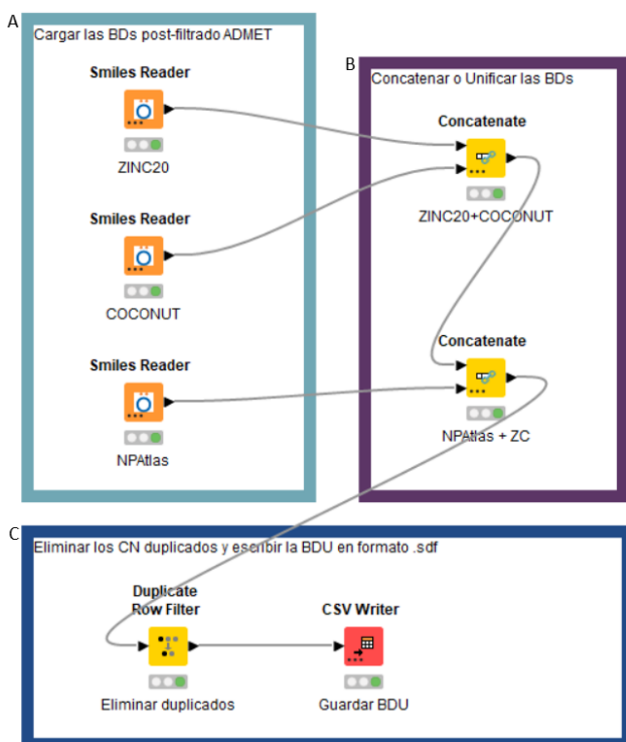 A
Cargar las BDs post-filtrado ADMET
Smiles Reader
ZINC20
Smiles Reader
COCONUT
Smiles Reader
NPAtlas
B
Concatenar o Unificar las BDs
Concatenate
ZINC20+COCONUT
Concatenate
NPAtlas + ZC
C
Eliminar los CN duplicados y escribir la BDU en formato .sdf
Duplicate
Row Filter
Eliminar duplicados
CSV Writer
Guardar BDU